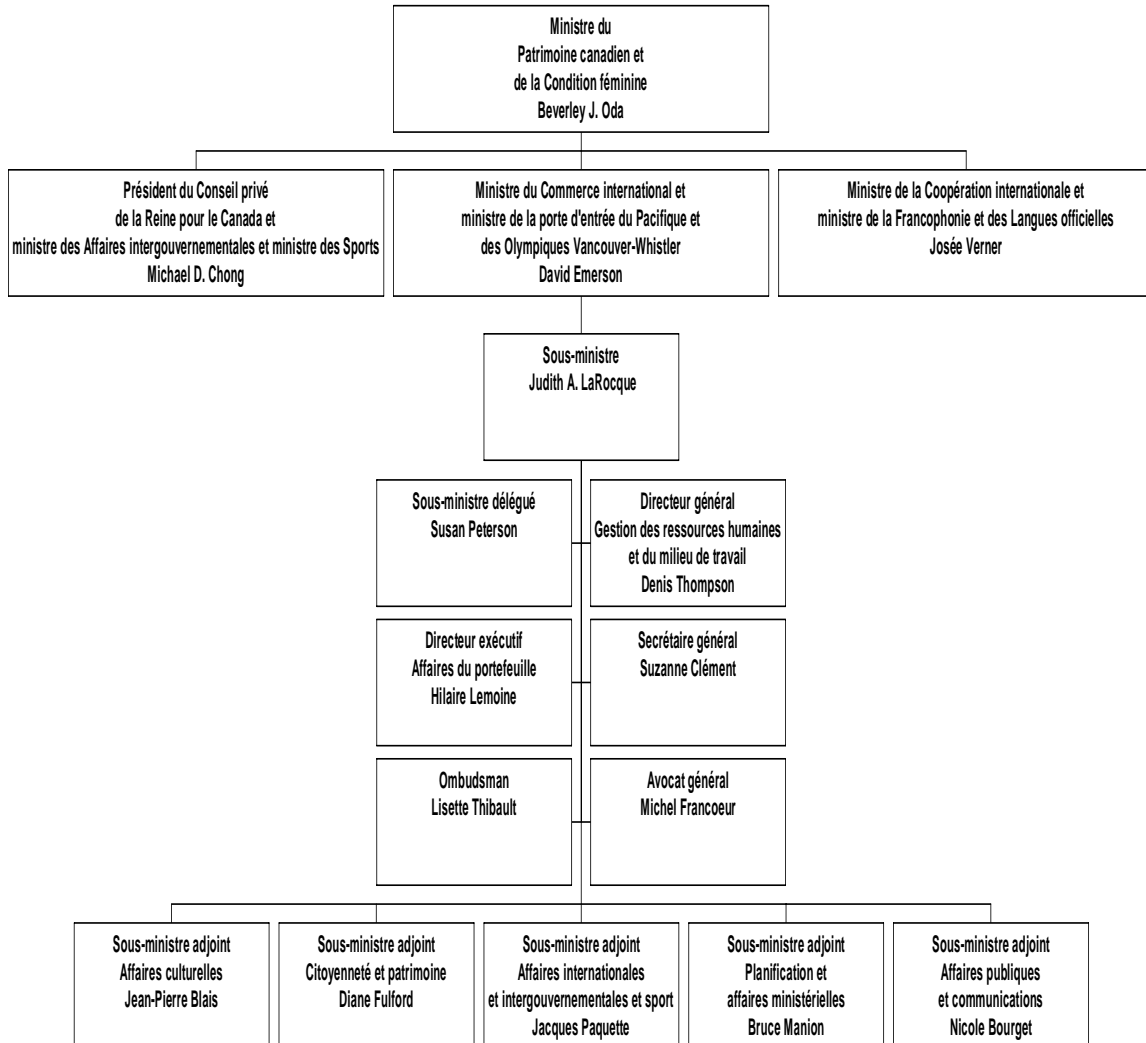 Ministre du
Patrimoine canadien et
de la Condition féminine
Beverley J. Oda
Président du Conseil privé
de la Reine pour le Canada et
ministre des Affaires intergouvernementales et ministre des Sports
Michael D. Chong
Ministre du Commerce international et
ministre de la porte d'entrée du Pacifique et
des Olympiques Vancouver-Whistler
David Emerson
Ministre de la Coopération internationale et
ministre de la Francophonie et des Langues officielles
Josée Verner
Sous-ministre
Judith A. LaRocque
Sous-ministre délégué
Susan Peterson
Directeur général
Gestion des ressources humaines
et du milieu de travail
Denis Thompson
Directeur exécutif
Affaires du portefeuille
Hilaire Lemoine
Secrétaire général
Suzanne Clément
Ombudsman
Lisette Thibault
Avocat général
Michel Francoeur
Sous-ministre adjoint
Affaires culturelles
Jean-Pierre Blais
Sous-ministre adjoint
Citoyenneté et patrimoine
Diane Fulford
Sous-ministre adjoint
Affaires internationales
et intergouvernementales et sport
Jacques Paquette
Sous-ministre adjoint
Planification et
affaires ministérielles
Bruce Manion
Sous-ministre adjoint
Affaires publiques
et communications
Nicole Bourget